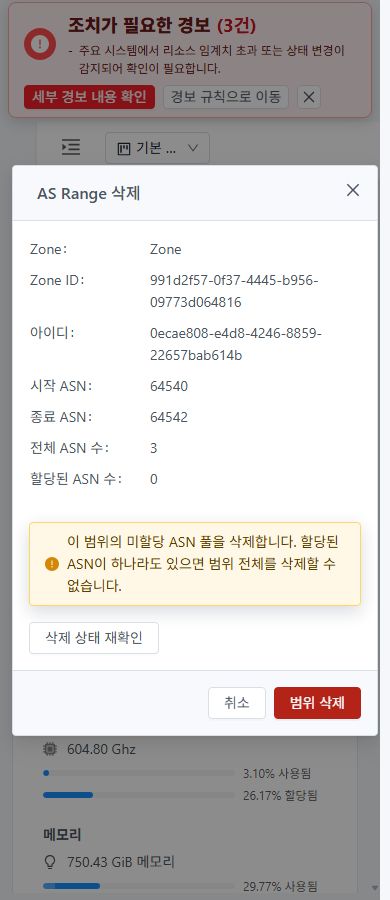 조치가 필요한 경보 (3건)
- 주요 시스템에서 리소스 임계치 초과 또는 상태 변경이
감지되어 확인이 필요합니다.
세부 경보 내용 확인
경보 규칙으로 이동
기본 ...
AS Range 삭제
Zone: Zone
Zone ID: 991d2f57-0f37-4445-b956-
09773d064816
아이디: 0ecae808-e4d8-4246-8859-
22657bab614b
시작 ASN: 64540
종료 ASN: 64542
전체 ASN 수: 3
할당된 ASN 수: 0
이 범위의 미할당 ASN 풀을 삭제합니다. 할당된
ASN이 하나라도 있으면 범위 전체를 삭제할 수
없습니다.
삭제 상태 재확인
취소
범위 삭제
604.80 Ghz
3.10% 사용됨
26.17% 할당됨
메모리
750.43 GiB 메모리
29.77% 사용됨